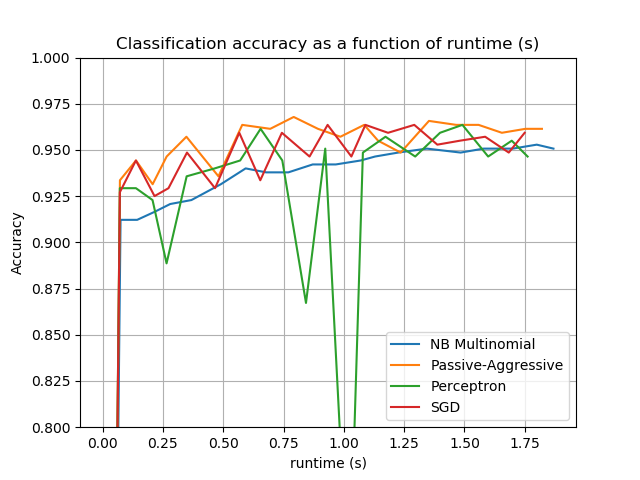 Classification accuracy as a function of runtime (s)
1.000
0.975
0.950
0.925
0.900
0.875
0.850
0.825
0.800
Accuracy
NB Multinomial
Passive-Aggressive
Perceptron
SGD
0.00 0.25 0.50 0.75 1.00 1.25 1.50 1.75
runtime (s)